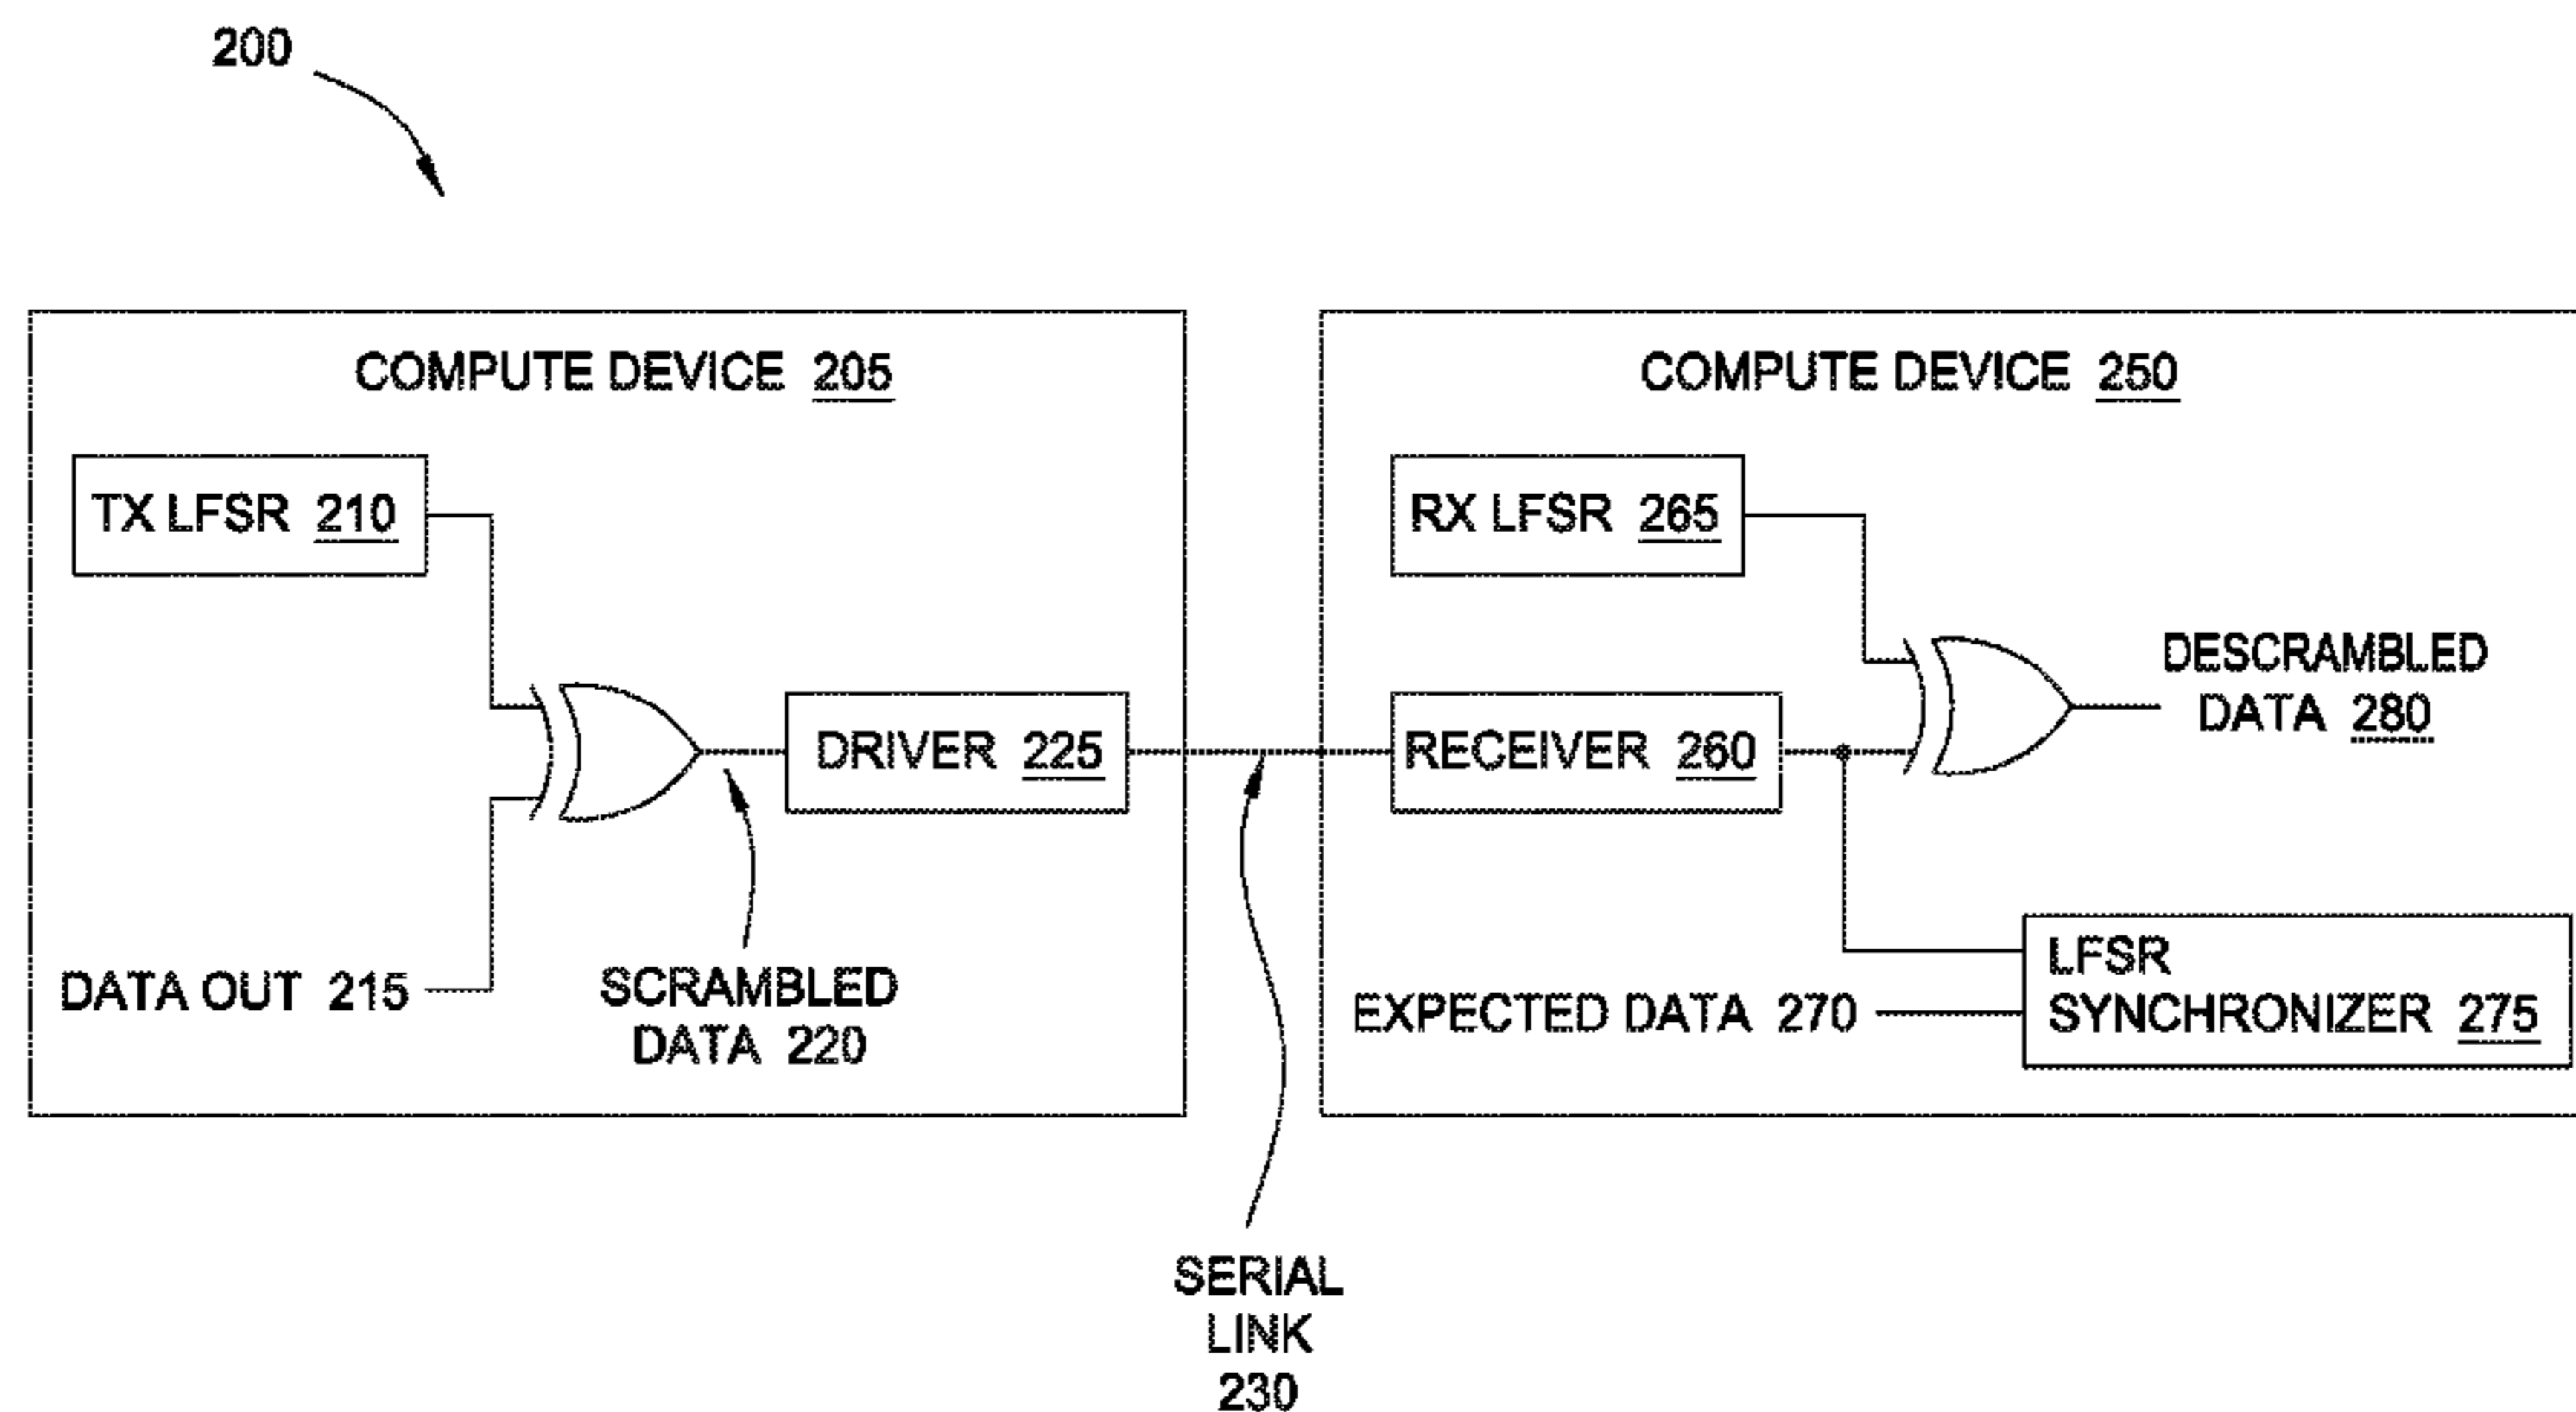 200
COMPUTE DEVICE 205
TX LFSR 210
DRIVER 225
DATA OUT 215
SCRAMBLED
DATA 220
SERIAL
LINK
230
COMPUTE DEVICE 250
RX LFSR 265
RECEIVER 260
DESCRAMBLED
DATA 280
EXPECTED DATA 270
LFSR
SYNCHRONIZER 275